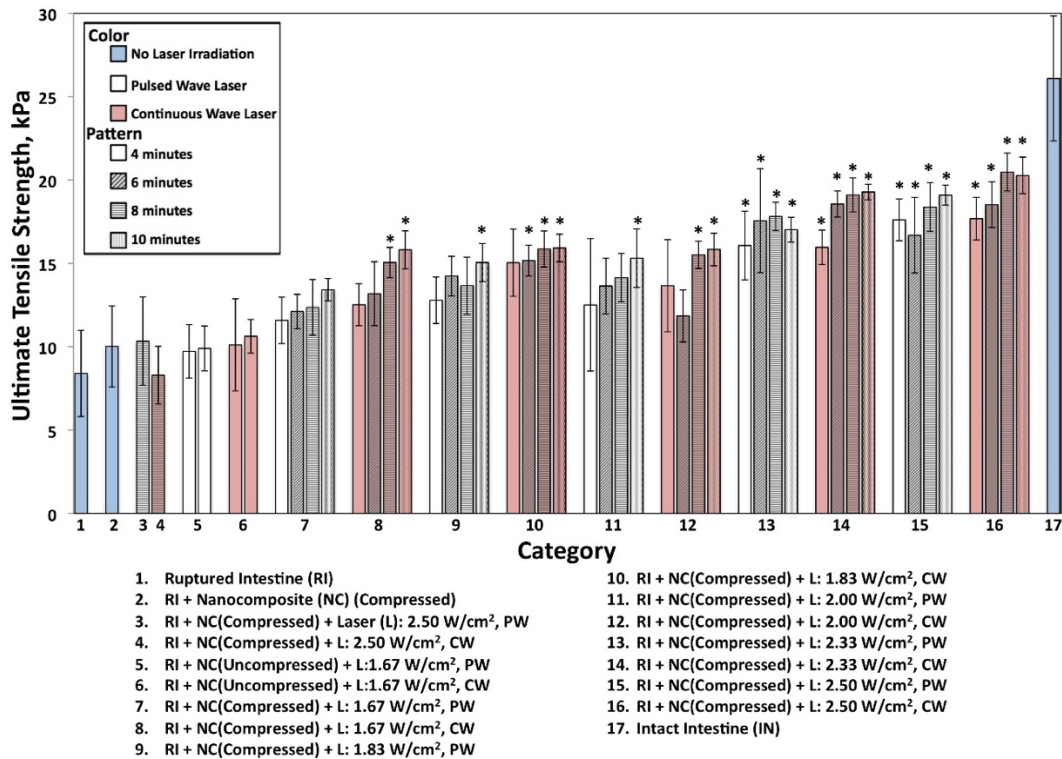 30
25
20
15
10
5
0
Ultimate Tensile Strength, kPa
Color
No Laser Irradiation
Pulsed Wave Laser
Continuous Wave Laser
Pattern
4 minutes
6 minutes
8 minutes
10 minutes
* * * * * * * * * * * * * * * * * * * * * * * * * *
1 2 3 4 5 6 7 8 9 10 11 12 13 14 15 16 17
Category
1. Ruptured Intestine (RI)
2. RI + Nanocomposite (NC) (Compressed)
3. RI + NC(Compressed) + Laser (L): 2.50 W/cm², PW
4. RI + NC(Compressed) + L: 2.50 W/cm², CW
5. RI + NC(Uncompressed) + L:1.67 W/cm², PW
6. RI + NC(Uncompressed) + L:1.67 W/cm², CW
7. RI + NC(Compressed) + L: 1.67 W/cm², PW
8. RI + NC(Compressed) + L: 1.67 W/cm², CW
9. RI + NC(Compressed) + L: 1.83 W/cm², PW
10. RI + NC(Compressed) + L: 1.83 W/cm², CW
11. RI + NC(Compressed) + L: 2.00 W/cm², PW
12. RI + NC(Compressed) + L: 2.00 W/cm², CW
13. RI + NC(Compressed) + L: 2.33 W/cm², PW
14. RI + NC(Compressed) + L: 2.33 W/cm², CW
15. RI + NC(Compressed) + L: 2.50 W/cm², PW
16. RI + NC(Compressed) + L: 2.50 W/cm², CW
17. Intact Intestine (IN)